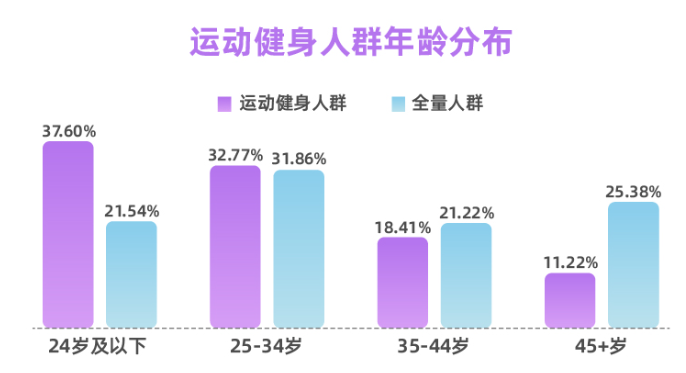 运动健身人群年龄分布
运动健身人群 全量人群
37.60% 21.54% 32.77% 31.86% 18.41% 21.22% 11.22% 25.38%
24岁及以下 25-34岁 35-44岁 45+岁